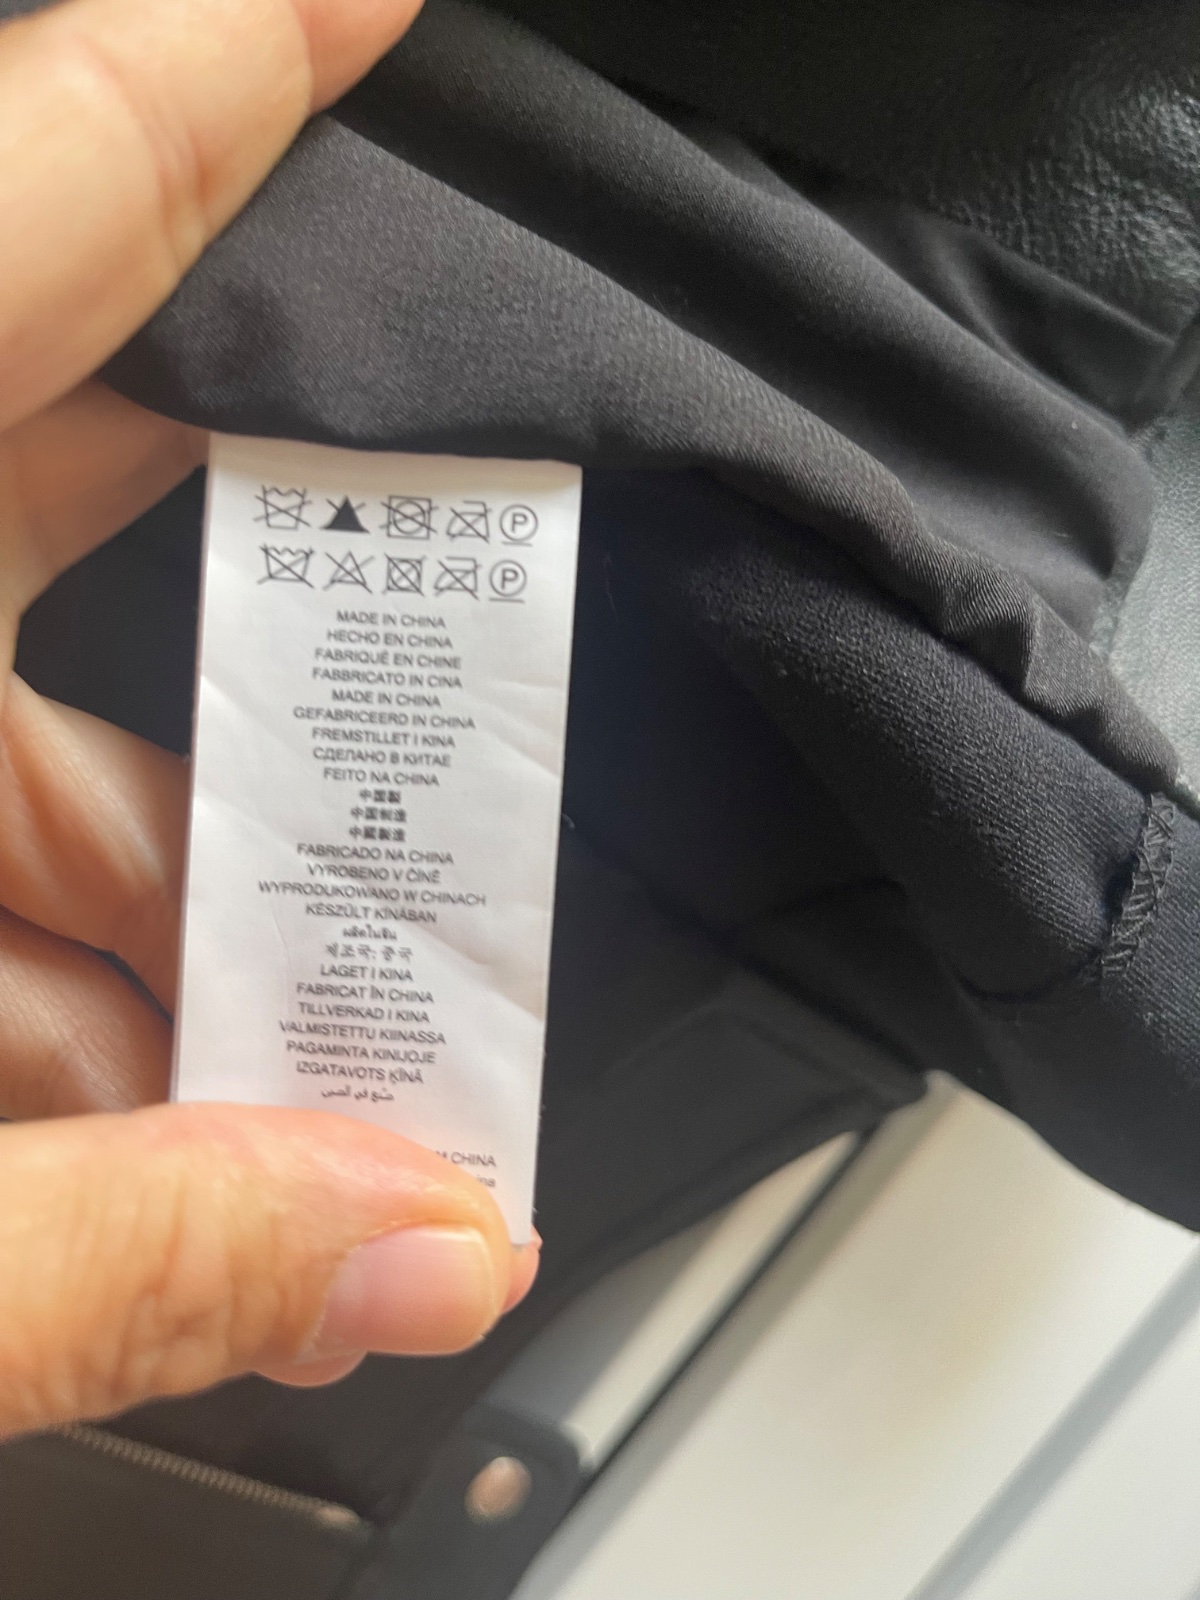 P
P
MADE IN CHINA
HECHO EN CHINA
FABRIQUÉ EN CHINE
FABBRICATO IN CINA
MADE IN CHINA
GEFABRICEERD IN CHINA
FREMSTILLET I KINA
СДЕЛАНО В КИТАЕ
FEITO NA CHINA
中国製
中国制造
中國製造
FABRICADO NA CHINA
VYROBENO V ČÍNĚ
WYPRODUKOWANO W CHINACH
KÉSZÜLT KÍNÁBAN
ผลิตในจีน
제조국: 중국
LAGET I KINA
FABRICAT ÎN CHINA
TILLVERKAD I KINA
VALMISTETTU KIINASSA
PAGAMINTA KINIJOJE
IZGATAVOTS ĶĪNĀ
صنع في الصين
CHINA